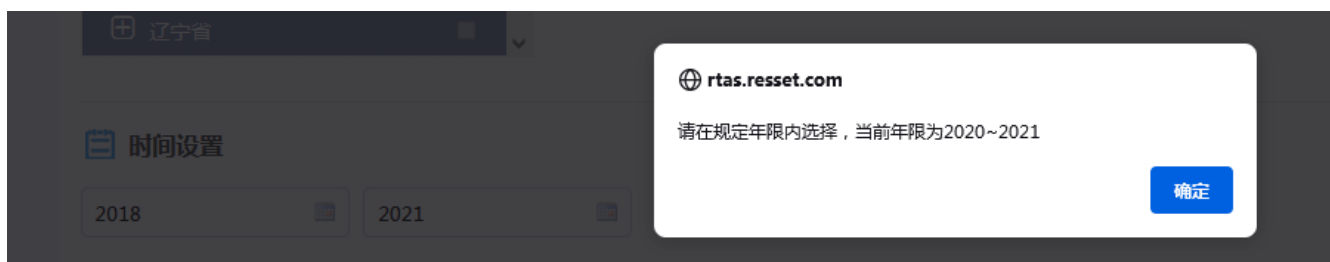 辽宁省
rtas.resset.com
请在规定年限内选择，当前年限为2020~2021
时间设置
确定
2018
2021